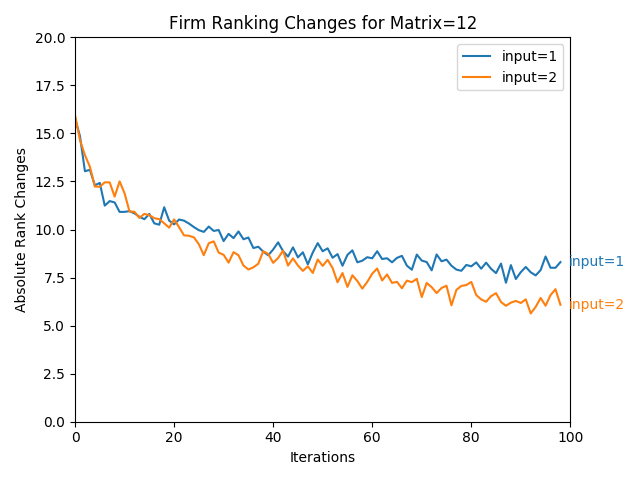 Firm Ranking Changes for Matrix=12
20.0
17.5
15.0
12.5
10.0
7.5
5.0
2.5
0.0
Absolute Rank Changes
input=1
input=2
input=1
input=2
0 20 40 60 80 100
Iterations